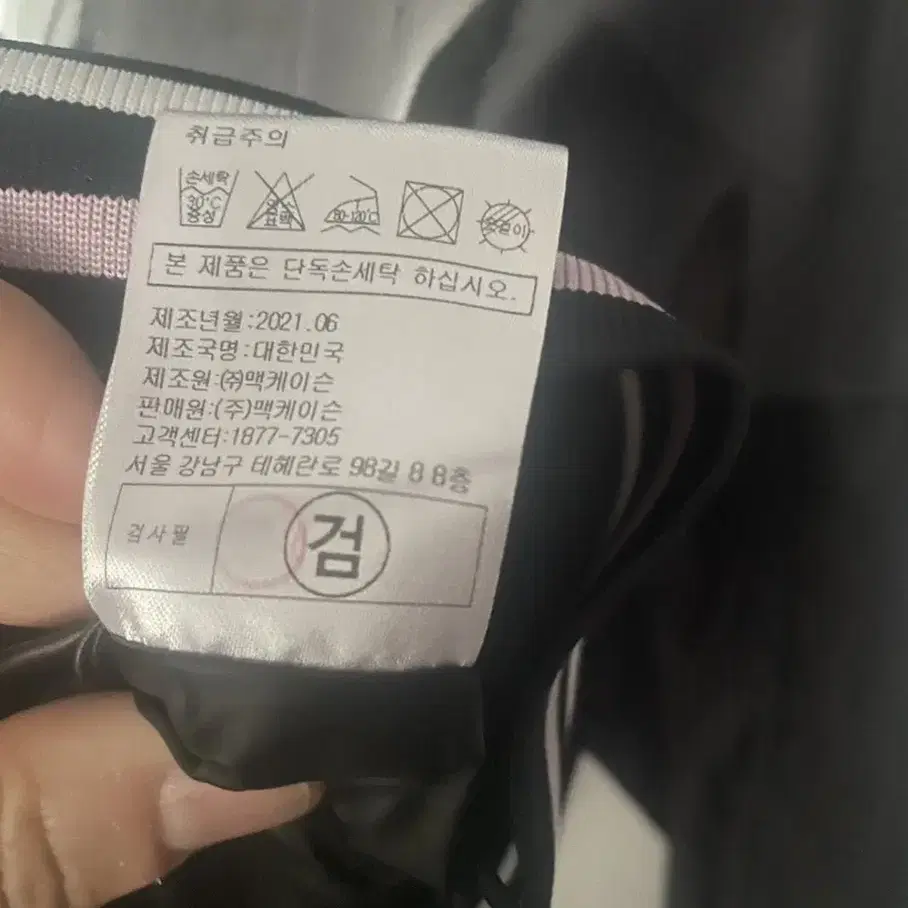 취급주의
손세탁
30℃
중성
염소
표백
80-120℃
본 제품은 단독손세탁 하십시오.
제조년월:2021.06
제조국명:대한민국
제조원:㈜맥케이슨
판매원:(주)맥케이슨
고객센터:1877-7305
서울 강남구 테헤란로 98길 8 8층
검사필
검